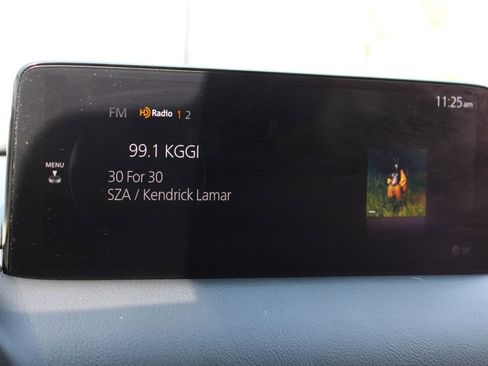 FM HD Radio 1 2
11:25am
MENU
99.1 KGGI
30 For 30
SZA / Kendrick Lamar